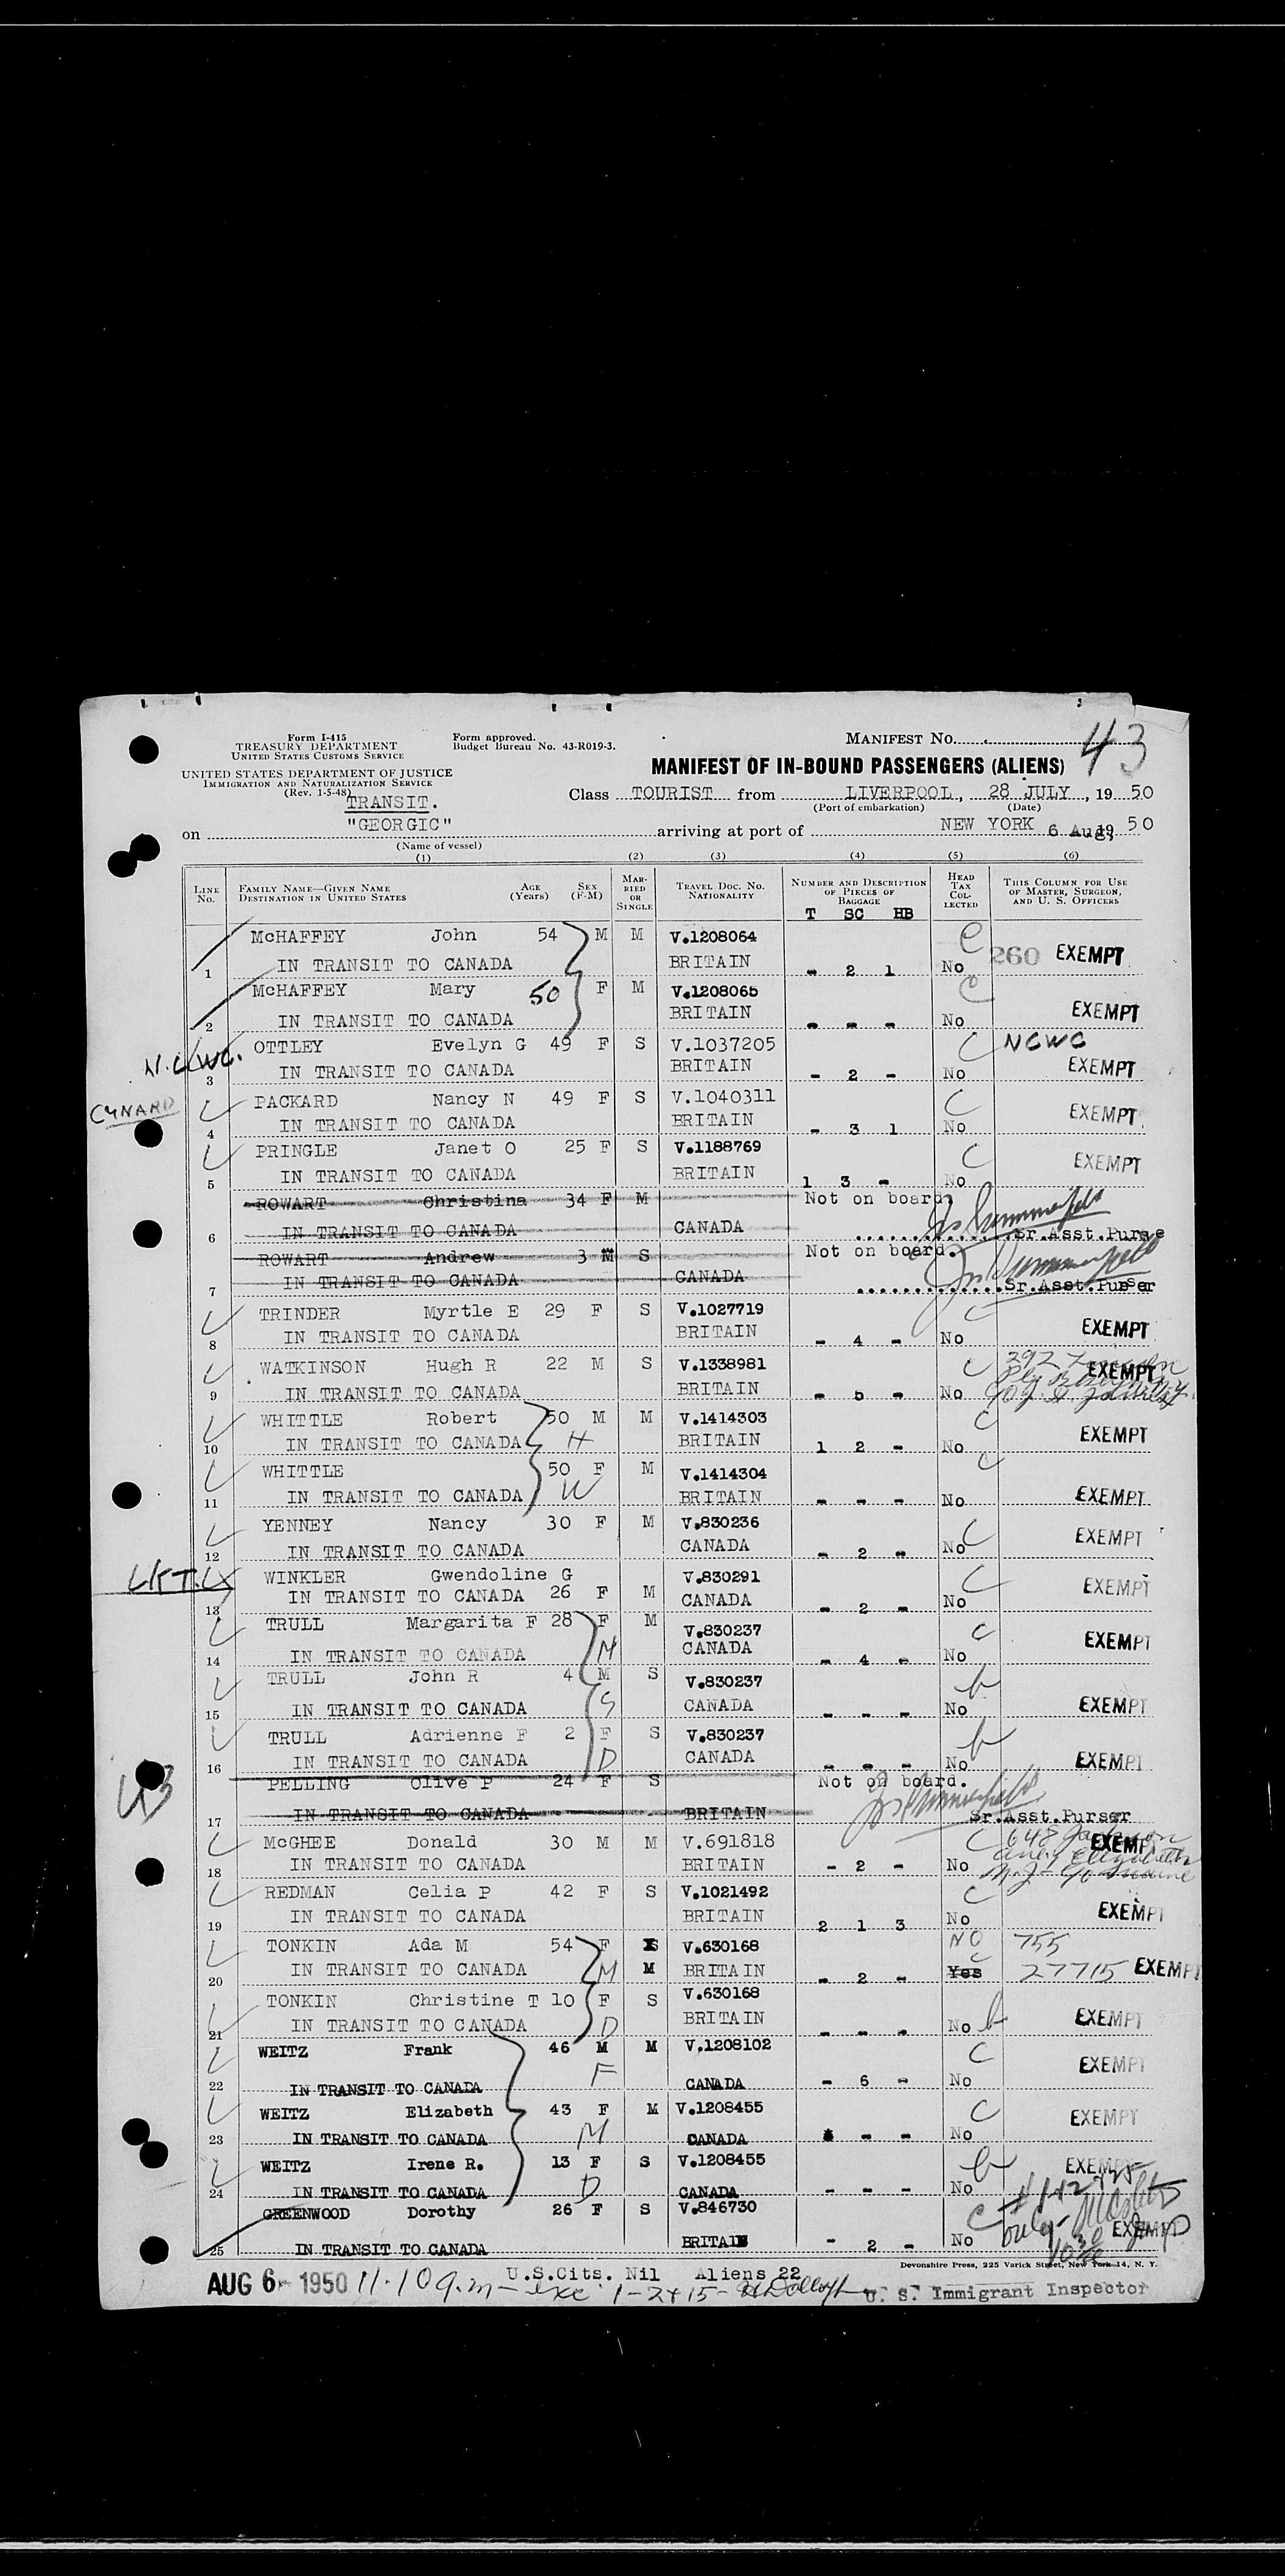 Form I-415
TREASURY DEPARTMENT
UNITED STATES CUSTOMS SERVICE
Form approved.
Budget Bureau No. 43-R019-3.
MANIFEST No. 43
UNITED STATES DEPARTMENT OF JUSTICE
IMMIGRATION AND NATURALIZATION SERVICE
(Rev. 1-5-48)
MANIFEST OF IN-BOUND PASSENGERS (ALIENS)
TRANSIT.
Class TOURIST from LIVERPOOL, 28 JULY, 19 50
(Port of embarkation) (Date)
on "GEORGIC" arriving at port of NEW YORK 6 Aug, 19 50
(Name of vessel)
(1) (2) (3) (4) (5) (6)
LINE No. FAMILY NAME—GIVEN NAME DESTINATION IN UNITED STATES AGE (Years) SEX (F-M) MARRIED OR SINGLE TRAVEL DOC. No. NATIONALITY NUMBER AND DESCRIPTION OF PIECES OF BAGGAGE HEAD TAX COLLECTED THIS COLUMN FOR USE OF MASTER, SURGEON, AND U. S. OFFICERS
T SC HB
McHAFFEY John 54 M M V.1208064 C 260 EXEMPT
1 IN TRANSIT TO CANADA BRITAIN - 2 1 No
McHAFFEY Mary 50 F M V.1208065 C
2 IN TRANSIT TO CANADA BRITAIN - - - No EXEMPT
N.C.W.C. OTTLEY Evelyn G 49 F S V.1037205 C NCWC
3 IN TRANSIT TO CANADA BRITAIN - 2 - No EXEMPT
CUNARD PACKARD Nancy N 49 F S V.1040311 C
4 IN TRANSIT TO CANADA BRITAIN - 3 1 No EXEMPT
PRINGLE Janet O 25 F S V.1188769 C
5 IN TRANSIT TO CANADA BRITAIN 1 3 - No EXEMPT
ROWART Christina 34 F M Not on board.
6 IN TRANSIT TO CANADA CANADA Sr.Asst.Purse
ROWART Andrew 3 M S Not on board.
7 IN TRANSIT TO CANADA CANADA Sr.Asst.Purser
TRINDER Myrtle E 29 F S V.1027719 C
8 IN TRANSIT TO CANADA BRITAIN - 4 - No EXEMPT
WATKINSON Hugh R 22 M S V.1338981 C 392
9 IN TRANSIT TO CANADA BRITAIN - 5 - No EXEMPT
WHITTLE Robert 50 M M V.1414303 C
10 IN TRANSIT TO CANADA H BRITAIN 1 2 - No EXEMPT
WHITTLE 50 F M V.1414304 C
11 IN TRANSIT TO CANADA W BRITAIN - - - No EXEMPT
YENNEY Nancy 30 F M V.830236 C
12 IN TRANSIT TO CANADA CANADA - 2 - No EXEMPT
WINKLER Gwendoline G V.830291 C
13 IN TRANSIT TO CANADA 26 F M CANADA - 2 - No EXEMPT
TRULL Margarita F 28 F M V.830237 C
14 IN TRANSIT TO CANADA M CANADA - 4 - No EXEMPT
TRULL John R 4 M S V.830237 b
15 IN TRANSIT TO CANADA S CANADA - - - No EXEMPT
TRULL Adrienne F 2 F S V.830237 b
16 IN TRANSIT TO CANADA D CANADA - - - No EXEMPT
PELLING Olive P 24 F S Not on board.
17 IN TRANSIT TO CANADA BRITAIN Sr.Asst.Purser
McGHEE Donald 30 M M V.691818 C 648 Jackson
18 IN TRANSIT TO CANADA BRITAIN - 2 - No EXEMPT Elizabeth N.J.
REDMAN Celia P 42 F S V.1021492 C
19 IN TRANSIT TO CANADA BRITAIN 2 1 3 No EXEMPT
TONKIN Ada M 54 F S V.630168 NO 755
20 IN TRANSIT TO CANADA M M BRITAIN - 2 - Yes C 27715 EXEMPT
TONKIN Christine T 10 F S V.630168
21 IN TRANSIT TO CANADA D BRITAIN - - - No b EXEMPT
WEITZ Frank 46 M M V.1208102 C
22 IN TRANSIT TO CANADA F CANADA - 6 - No EXEMPT
WEITZ Elizabeth 43 F M V.1208455 C
23 IN TRANSIT TO CANADA M CANADA - - - No EXEMPT
WEITZ Irene R. 13 F S V.1208455 b
24 IN TRANSIT TO CANADA D CANADA - - - No EXEMPT
GREENWOOD Dorothy 26 F S V.846730 C
25 IN TRANSIT TO CANADA BRITAIN - 2 - No EXEMPT
Devonshire Press, 225 Varick Street, New York 14, N. Y.
U.S.Cits. Nil Aliens 22
AUG 6 - 1950 11.10 a.m - exc 1-2+15-
U. S. Immigrant Inspector